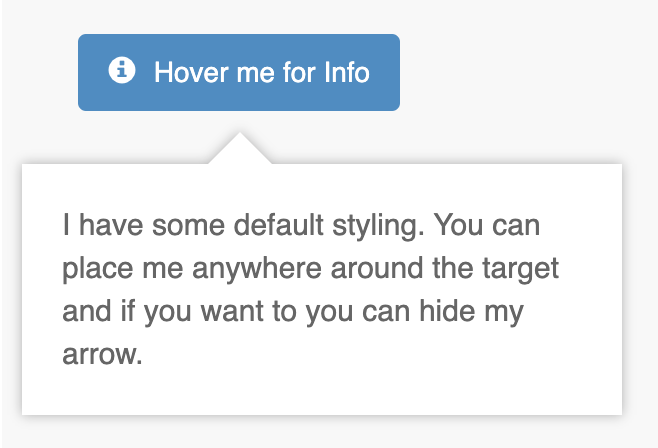 Hover me for Info
I have some default styling. You can
place me anywhere around the target
and if you want to you can hide my
arrow.